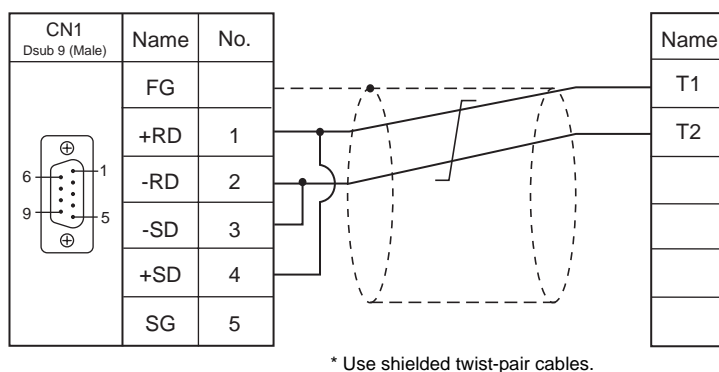 CN1
Dsub 9 (Male)
Name
No.
Name
FG
T1
+RD
1
T2
-RD
2
-SD
3
+SD
4
SG
5
6
1
9
5
* Use shielded twist-pair cables.